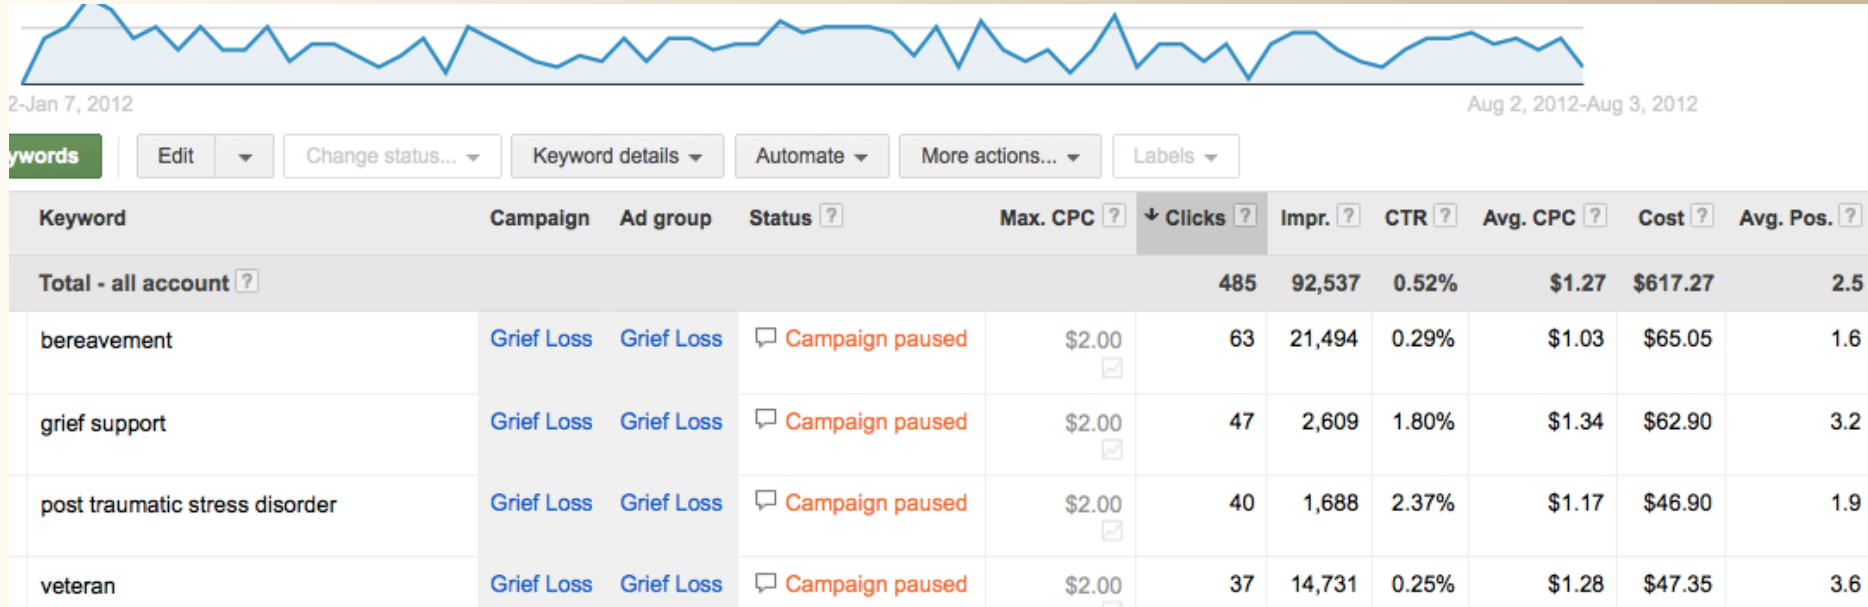 2-Jan 7, 2012 Aug 2, 2012-Aug 3, 2012
ywords Edit Change status... Keyword details Automate More actions... Labels
Keyword Campaign Ad group Status ? Max. CPC ? Clicks ? Impr. ? CTR ? Avg. CPC ? Cost ? Avg. Pos. ?
Total - all account ? 485 92,537 0.52% $1.27 $617.27 2.5
bereavement Grief Loss Grief Loss Campaign paused $2.00 63 21,494 0.29% $1.03 $65.05 1.6
grief support Grief Loss Grief Loss Campaign paused $2.00 47 2,609 1.80% $1.34 $62.90 3.2
post traumatic stress disorder Grief Loss Grief Loss Campaign paused $2.00 40 1,688 2.37% $1.17 $46.90 1.9
veteran Grief Loss Grief Loss Campaign paused $2.00 37 14,731 0.25% $1.28 $47.35 3.6